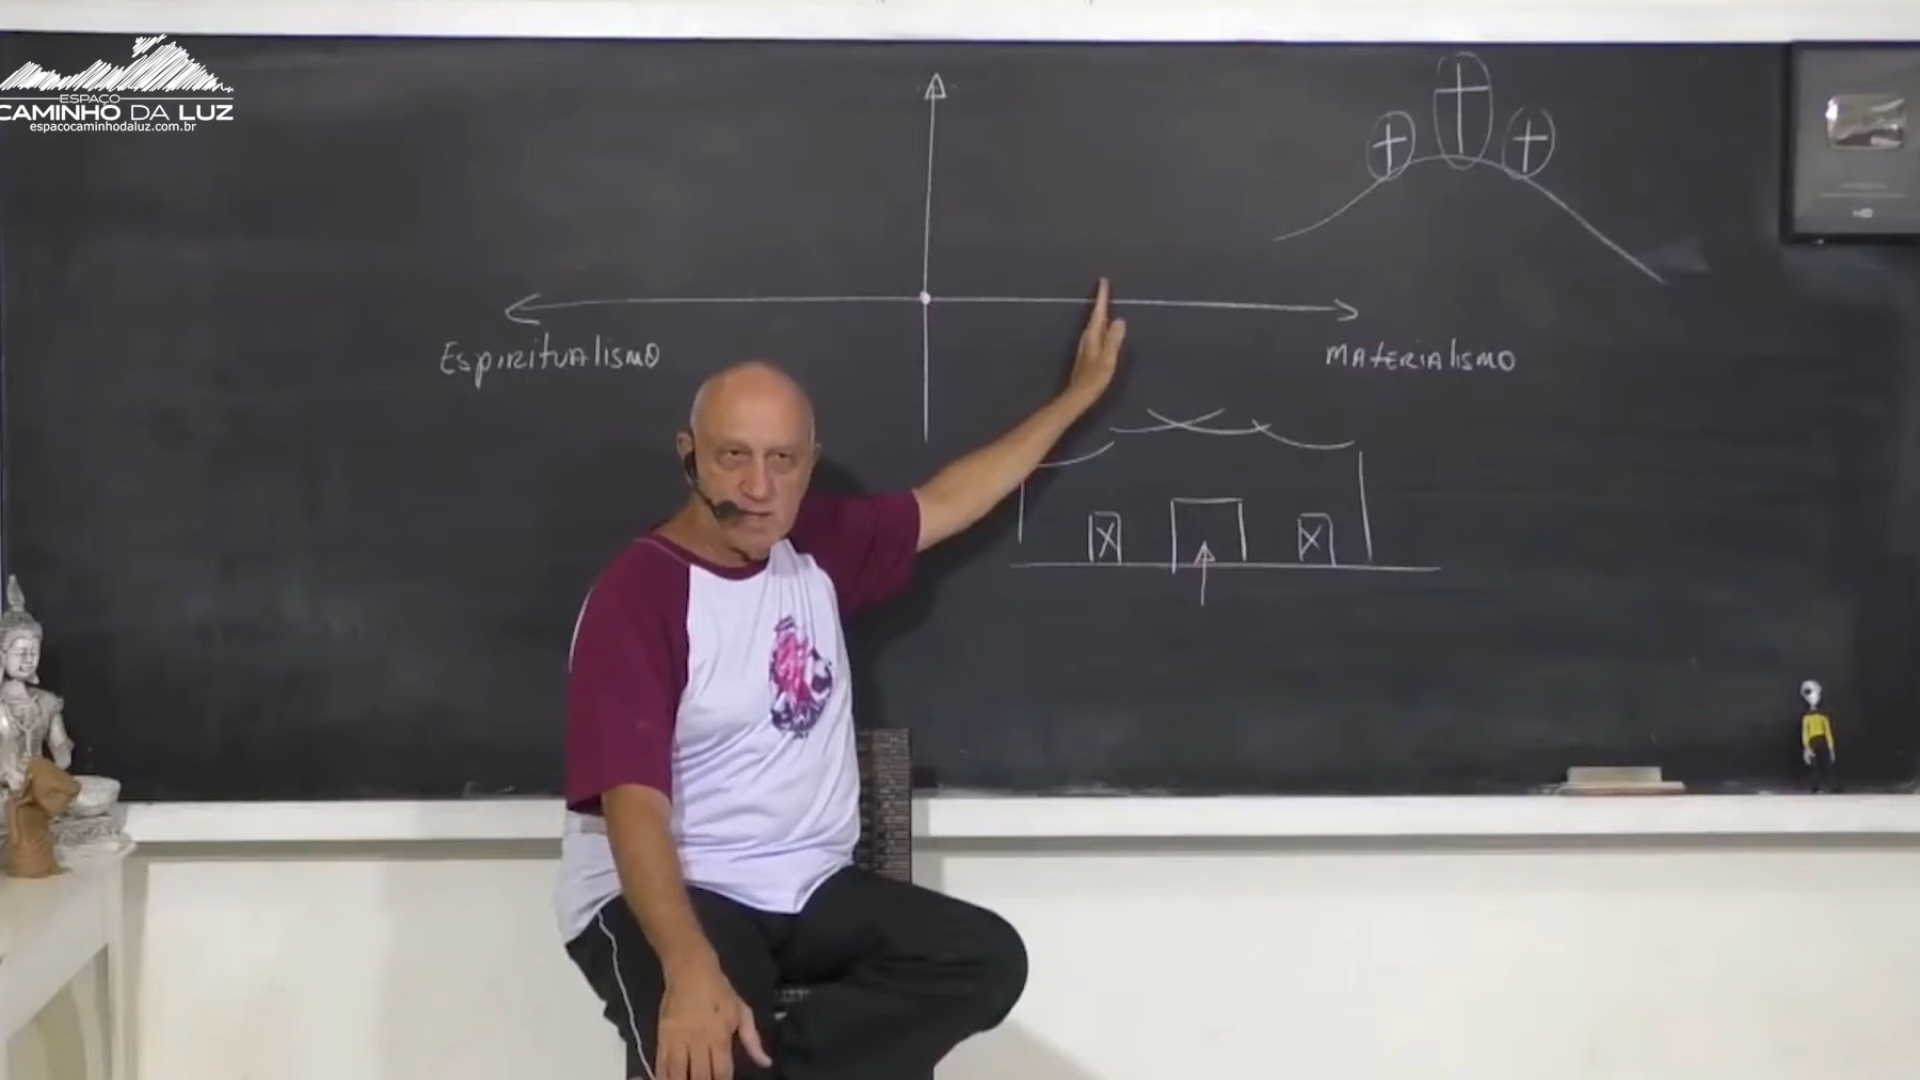 ESPAÇO
CAMINHO DA LUZ
espacocaminhodaluz.com.br
Espiritualismo
Materialismo